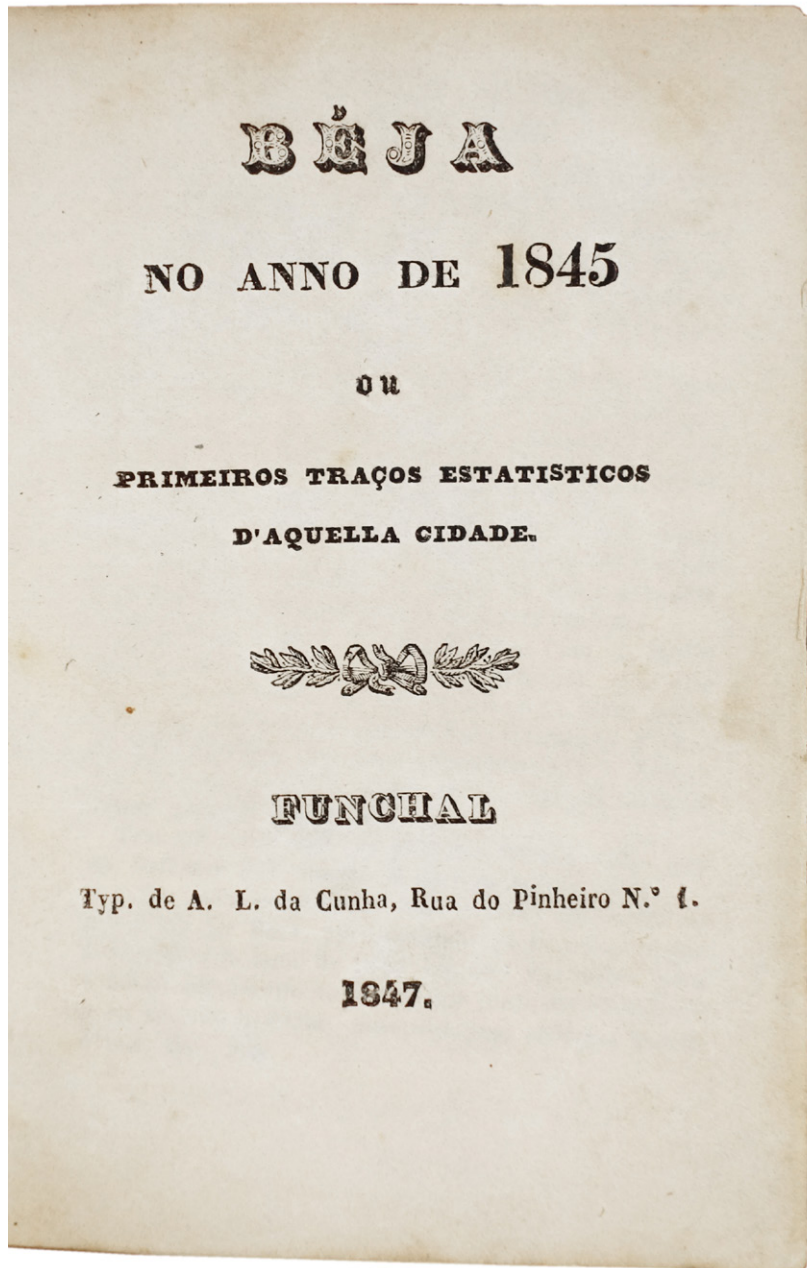 BÉJA
NO ANNO DE 1845
OU
PRIMEIROS TRAÇOS ESTATISTICOS
D'AQUELLA CIDADE.
FUNCHAL
Typ. de A. L. da Cunha, Rua do Pinheiro N.º 1.
1847.